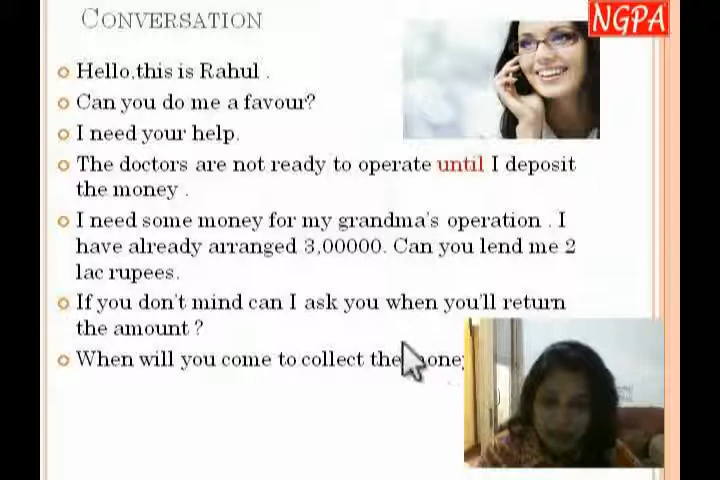 CONVERSATION
NGPA
Hello,this is Rahul .
Can you do me a favour?
I need your help.
The doctors are not ready to operate until I deposit
the money .
I need some money for my grandma's operation . I
have already arranged 3,00000. Can you lend me 2
lac rupees.
If you don't mind can I ask you when you'll return
the amount ?
When will you come to collect the